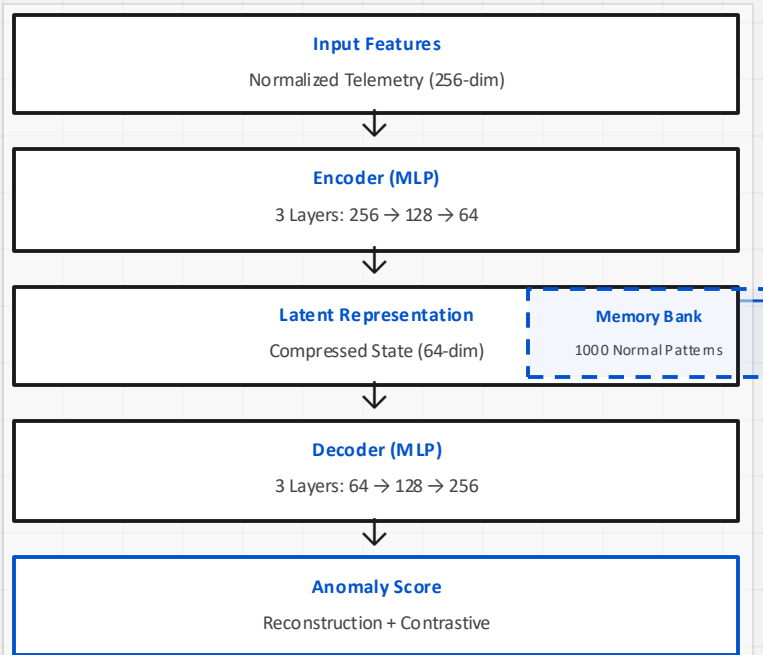 Input Features
Normalized Telemetry (256-dim)
Encoder (MLP)
3 Layers: 256 → 128 → 64
Latent Representation
Compressed State (64-dim)
Memory Bank
1000 Normal Patterns
Decoder (MLP)
3 Layers: 64 → 128 → 256
Anomaly Score
Reconstruction + Contrastive